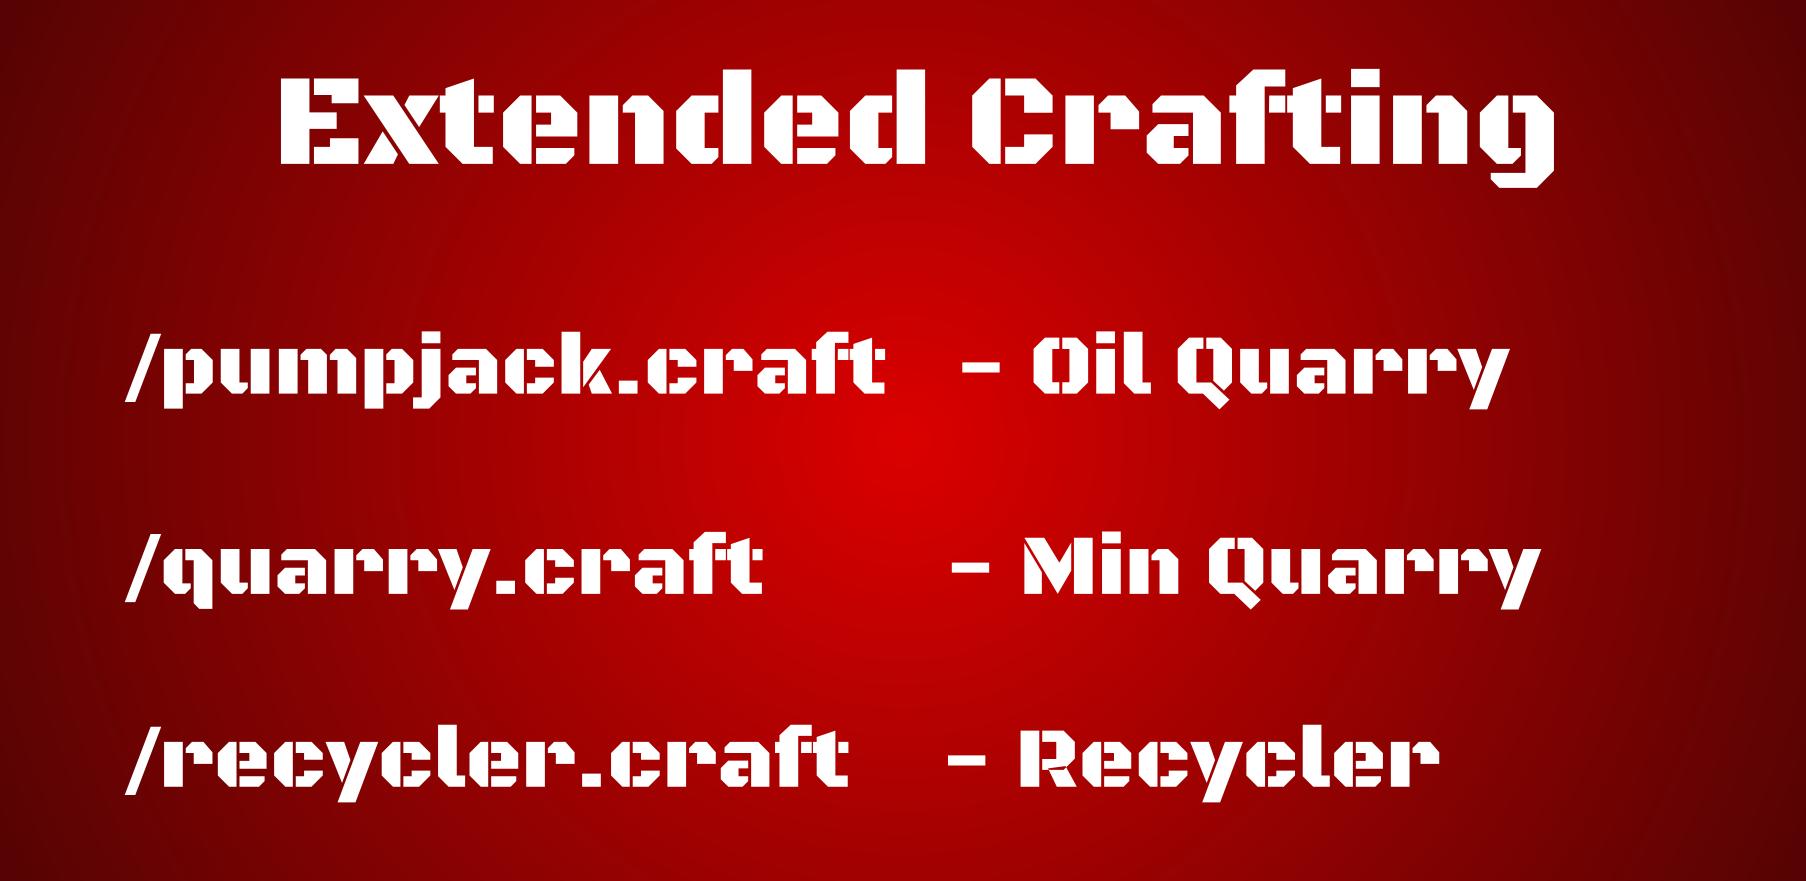 Extended Crafting
/pumpjack.craft - Oil Quarry
/quarry.craft - Min Quarry
/recycler.craft - Recycler